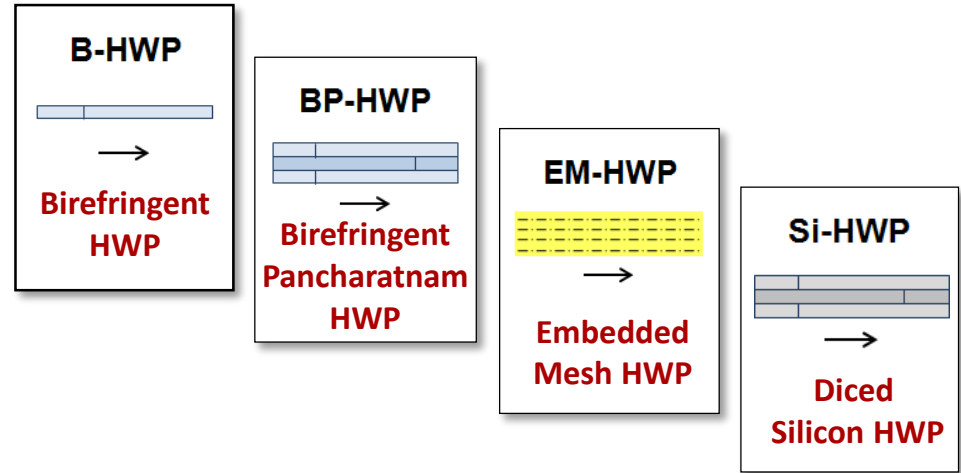 B-HWP
Birefringent
HWP
BP-HWP
Birefringent
Pancharatnam
HWP
EM-HWP
Embedded
Mesh HWP
Si-HWP
Diced
Silicon HWP